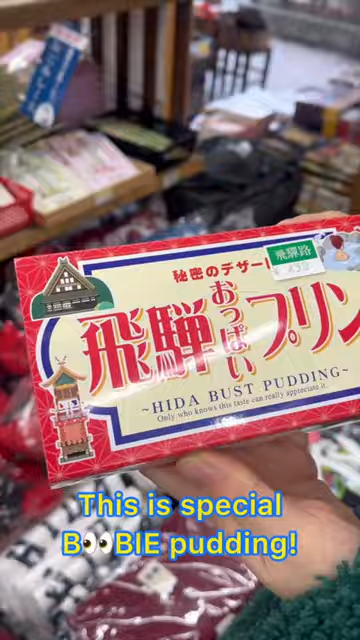 秘密のデザー
飛騨路
飛騨おっぱいプリン
~HIDA BUST PUDDING~
Only who knows this taste can really appreciate it.
This is special
B👀BIE pudding!